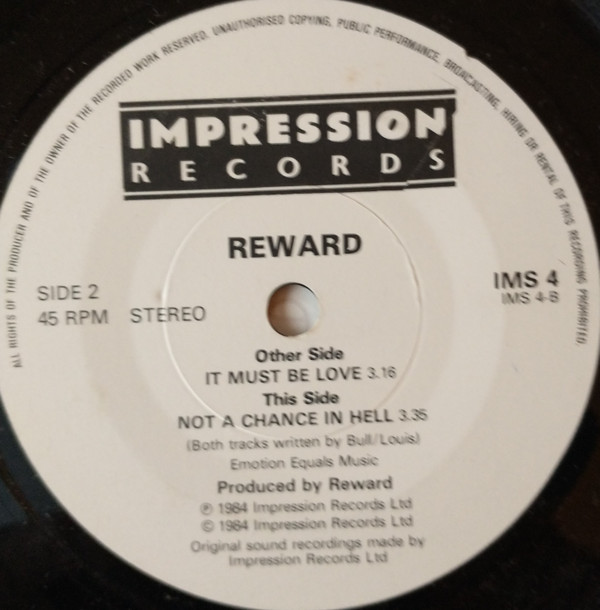 ALL RIGHTS OF THE PRODUCER AND OF THE OWNER OF THE RECORDED WORK RESERVED. UNAUTHORISED COPYING, PUBLIC PERFORMANCE, BROADCASTING, HIRING OR RENTAL OF THIS RECORDING PROHIBITED.
IMPRESSION
RECORDS
REWARD
SIDE 2
45 RPM STEREO
IMS 4
IMS 4-B
Other Side
IT MUST BE LOVE 3.16
This Side
NOT A CHANCE IN HELL 3.35
(Both tracks written by Bull/Louis)
Emotion Equals Music
Produced by Reward
℗ 1984 Impression Records Ltd
© 1984 Impression Records Ltd
Original sound recordings made by
Impression Records Ltd